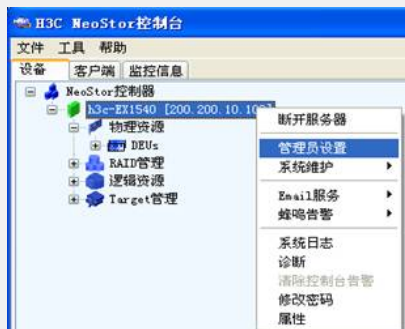 H3C NeoStor控制台
文件 工具 帮助
设备 客户端 监控信息
NeoStor控制器
h3c-EX1540 [200.200.10.10
物理资源
DEUs
RAID管理
逻辑资源
Target管理
断开服务器
管理员设置
系统维护
Email服务
蜂鸣告警
系统日志
诊断
清除控制台告警
修改密码
属性